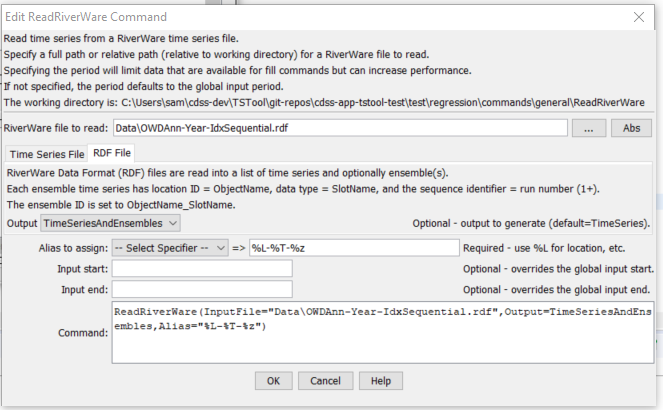 Edit ReadRiverWare Command
Read time series from a RiverWare time series file.
Specify a full path or relative path (relative to working directory) for a RiverWare file to read.
Specifying the period will limit data that are available for fill commands but can increase performance.
If not specified, the period defaults to the global input period.
The working directory is: C:\Users\sam\cdss-dev\TSTool\git-repos\cdss-app-tstool-test\test\regression\commands\general\ReadRiverWare
RiverWare file to read: Data\OWDAnn-Year-IdxSequential.rdf ... Abs
Time Series File RDF File
RiverWare Data Format (RDF) files are read into a list of time series and optionally ensemble(s).
Each ensemble time series has location ID = ObjectName, data type = SlotName, and the sequence identifier = run number (1+).
The ensemble ID is set to ObjectName_SlotName.
Output TimeSeriesAndEnsembles Optional - output to generate (default=TimeSeries).
Alias to assign: -- Select Specifier -- => %L-%T-%z Required - use %L for location, etc.
Input start: Optional - overrides the global input start.
Input end: Optional - overrides the global input end.
ReadRiverWare(InputFile="Data\OWDAnn-Year-IdxSequential.rdf",Output=TimeSeriesAndEns
embles,Alias="%L-%T-%z")
Command:
OK Cancel Help